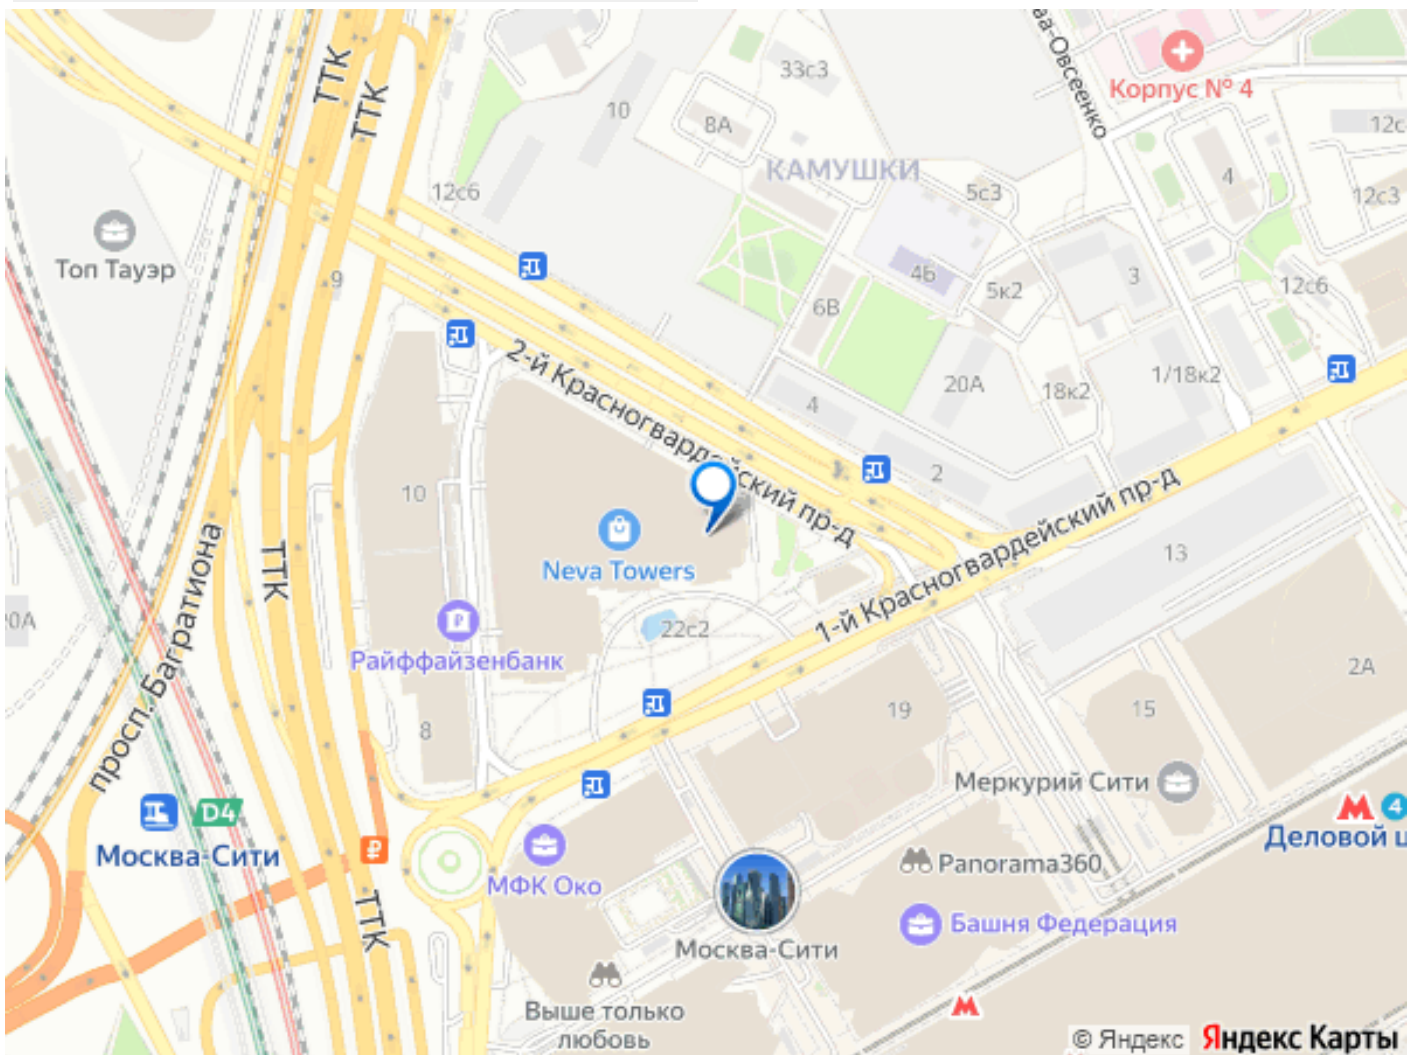 ТТК
ТТК
33с3
10
8А
Корпус № 4
12с
КАМУШКИ
4
12с6
5с3
12с3
Топ Тауэр
9
4Б
5к2
3
12с6
6В
2-й Красногвардейский пр-д
20А
18к2
1/18к2
4
2
10
Neva Towers
ТТК
13
1-й Красногвардейский пр-д
22с2
Райффайзенбанк
просп. Багратиона
2А
19
15
8
Меркурий Сити
D4
Москва-Сити
4
Деловой ц
МФК Око
Panorama360
Башня Федерация
ТТК
Москва-Сити
Выше только
любовь
© Яндекс Яндекс Карты